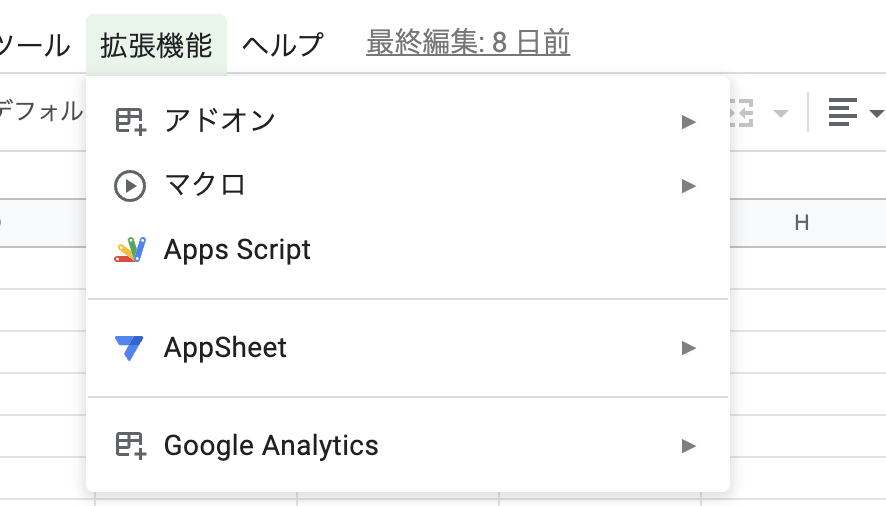 ツール 拡張機能 ヘルプ 最終編集: 8 日前
デフォル
アドオン
マクロ
H
Apps Script
AppSheet
Google Analytics